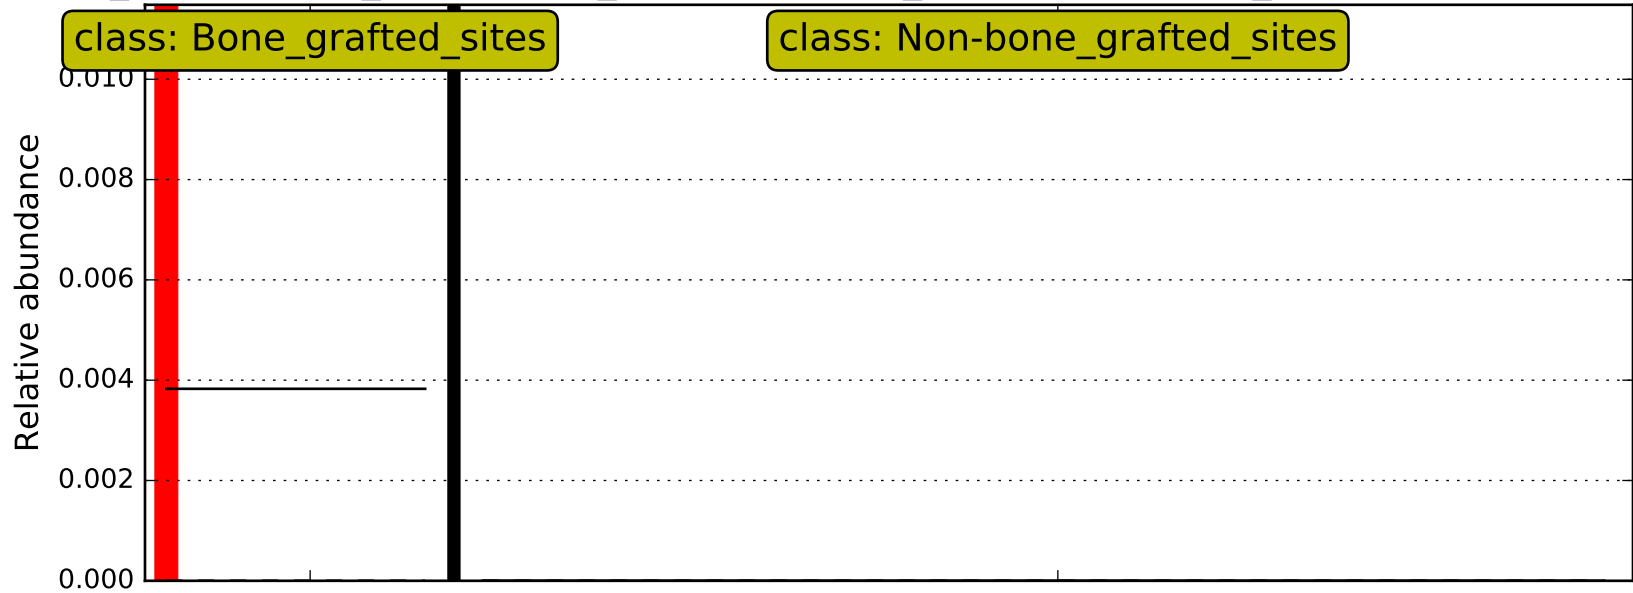 class: Bone_grafted_sites
class: Non-bone_grafted_sites
0.010
0.008
0.006
0.004
0.002
0.000
Relative abundance